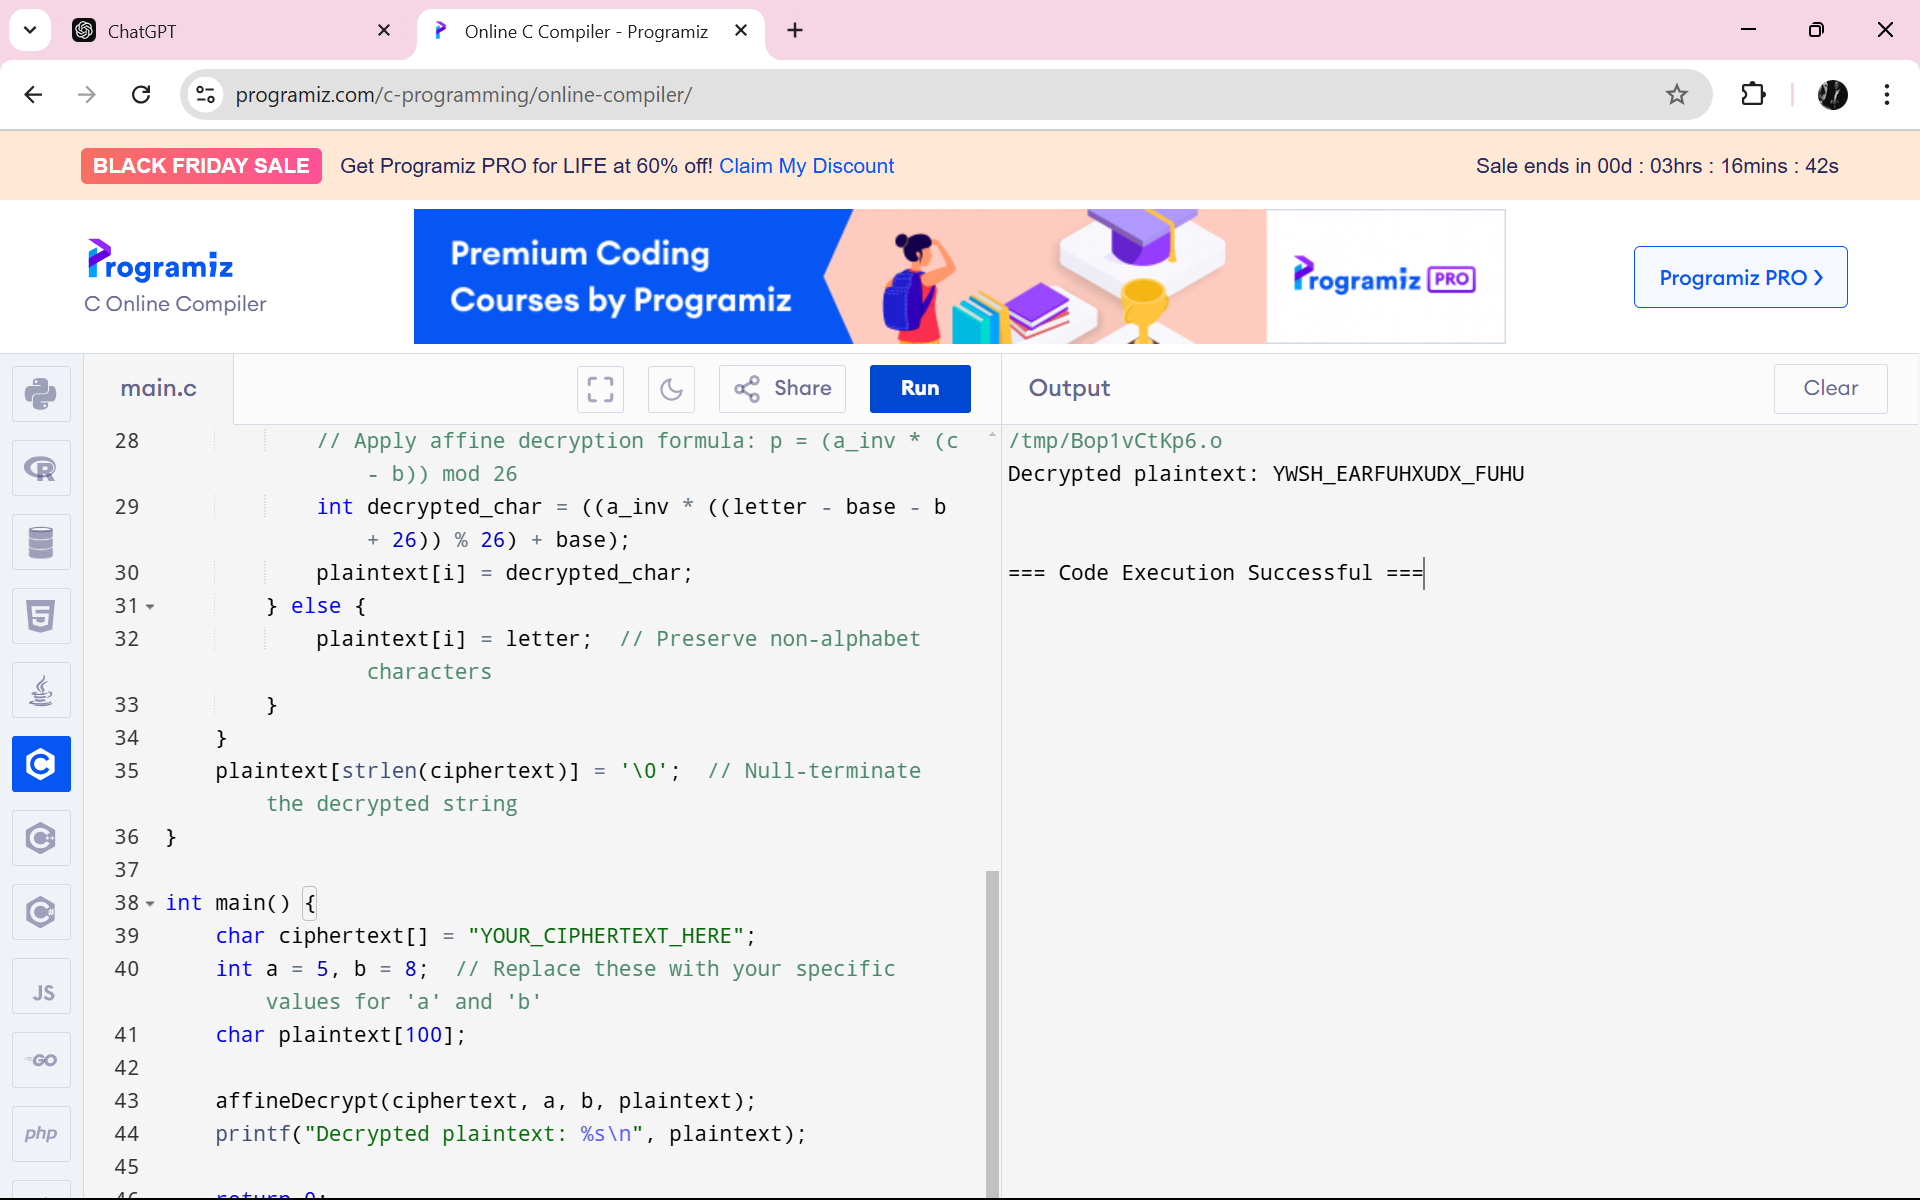 ChatGPT
Online C Compiler - Programiz
programiz.com/c-programming/online-compiler/
BLACK FRIDAY SALE Get Programiz PRO for LIFE at 60% off! Claim My Discount
Sale ends in 00d : 03hrs : 16mins : 42s
Programiz
C Online Compiler
Premium Coding
Courses by Programiz
Programiz PRO
Programiz PRO ❯
main.c
Share
Run
Output
Clear
28 // Apply affine decryption formula: p = (a_inv * (c
- b)) mod 26
29 int decrypted_char = ((a_inv * ((letter - base - b
+ 26)) % 26) + base);
30 plaintext[i] = decrypted_char;
31 } else {
32 plaintext[i] = letter;  // Preserve non-alphabet
characters
33 }
34 }
35 plaintext[strlen(ciphertext)] = '\0';  // Null-terminate
the decrypted string
36 }
37
38 int main() {
39 char ciphertext[] = "YOUR_CIPHERTEXT_HERE";
40 int a = 5, b = 8;  // Replace these with your specific
values for 'a' and 'b'
41 char plaintext[100];
42
43 affineDecrypt(ciphertext, a, b, plaintext);
44 printf("Decrypted plaintext: %s\n", plaintext);
45
46 return 0;
/tmp/Bop1vCtKp6.o
Decrypted plaintext: YWSH_EARFUHXUDX_FUHU
=== Code Execution Successful ===
R
5
C
C
C#
JS
GO
php